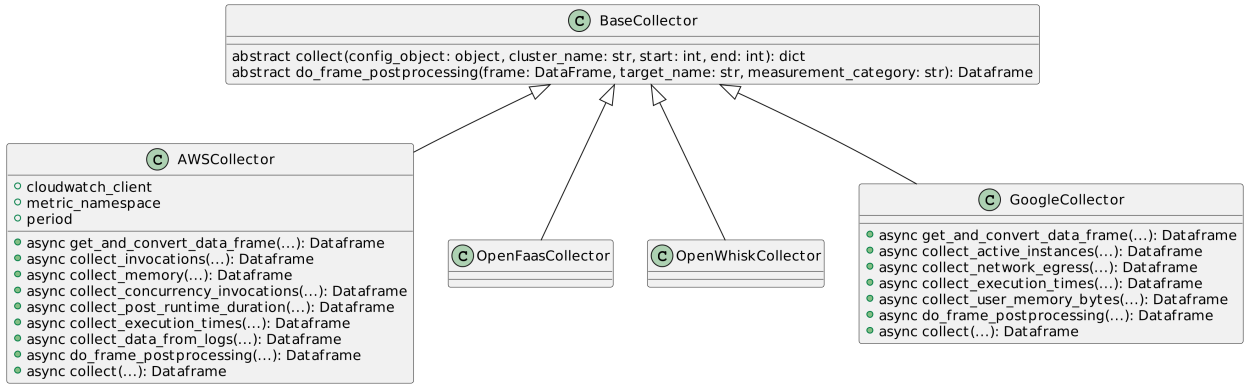 C BaseCollector
abstract collect(config_object: object, cluster_name: str, start: int, end: int): dict
abstract do_frame_postprocessing(frame: DataFrame, target_name: str, measurement_category: str): Dataframe
C AWSCollector
cloudwatch_client
metric_namespace
period
async get_and_convert_data_frame(...): Dataframe
async collect_invocations(...): Dataframe
async collect_memory(...): Dataframe
async collect_concurrency_invocations(...): Dataframe
async collect_post_runtime_duration(...): Dataframe
async collect_execution_times(...): Dataframe
async collect_data_from_logs(...): Dataframe
async do_frame_postprocessing(...): Dataframe
async collect(...): Dataframe
C OpenFaasCollector
C OpenWhiskCollector
C GoogleCollector
async get_and_convert_data_frame(...): Dataframe
async collect_active_instances(...): Dataframe
async collect_network_egress(...): Dataframe
async collect_execution_times(...): Dataframe
async collect_user_memory_bytes(...): Dataframe
async do_frame_postprocessing(...): Dataframe
async collect(...): Dataframe